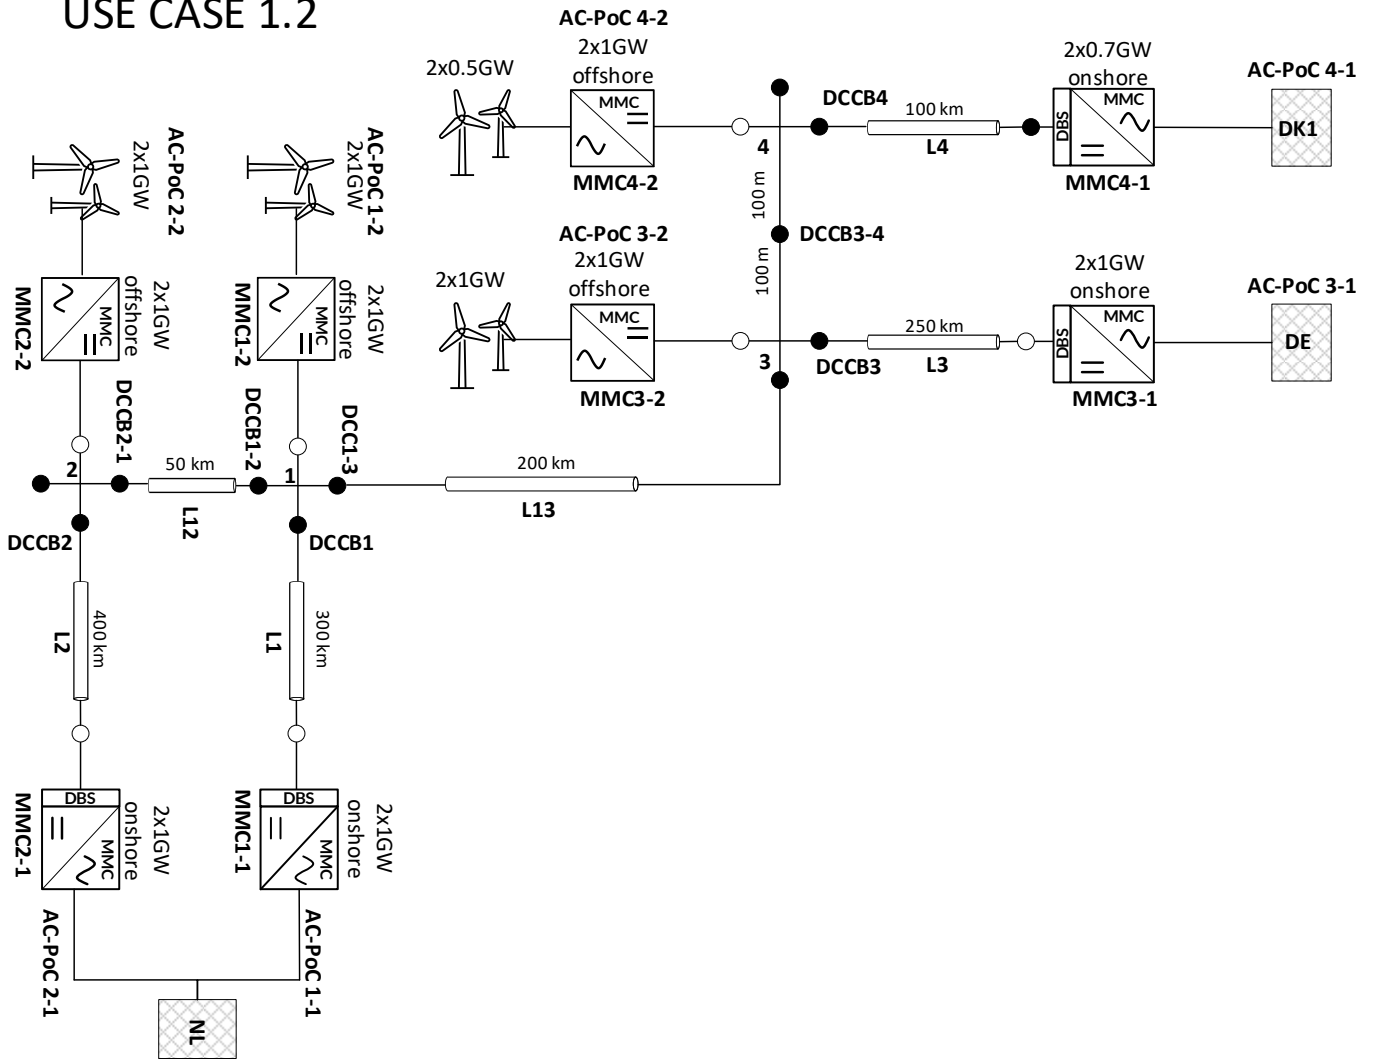 USE CASE 1.2
AC-PoC 4-2
2x1GW
offshore
2x0.5GW
MMC
MMC4-2
4
DCCB4
100 km
L4
2x0.7GW
onshore
DBS
MMC
MMC4-1
AC-PoC 4-1
DK1
100 m
DCCB3-4
100 m
AC-PoC 3-2
2x1GW
offshore
2x1GW
MMC
MMC3-2
3
DCCB3
250 km
L3
2x1GW
onshore
DBS
MMC
MMC3-1
AC-PoC 3-1
DE
AC-PoC 2-2
2x1GW
2x1GW
offshore
MMC
MMC2-2
AC-PoC 1-2
2x1GW
2x1GW
offshore
MMC
MMC1-2
DCCB2-1
2
50 km
L12
DCCB1-2
1
DCC1-3
200 km
L13
DCCB2
DCCB1
400 km
L2
300 km
L1
DBS
MMC
2x1GW
onshore
MMC2-1
DBS
MMC
2x1GW
onshore
MMC1-1
AC-PoC 2-1
AC-PoC 1-1
NL